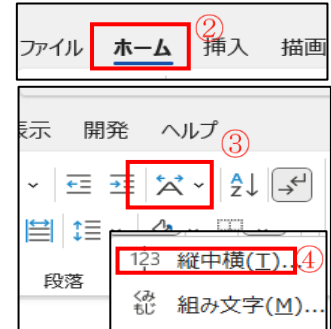 ②
ファイル ホーム 挿入 描画
表示 開発 ヘルプ
③
段落
123 縦中横(T)... ④
組み文字(M)...